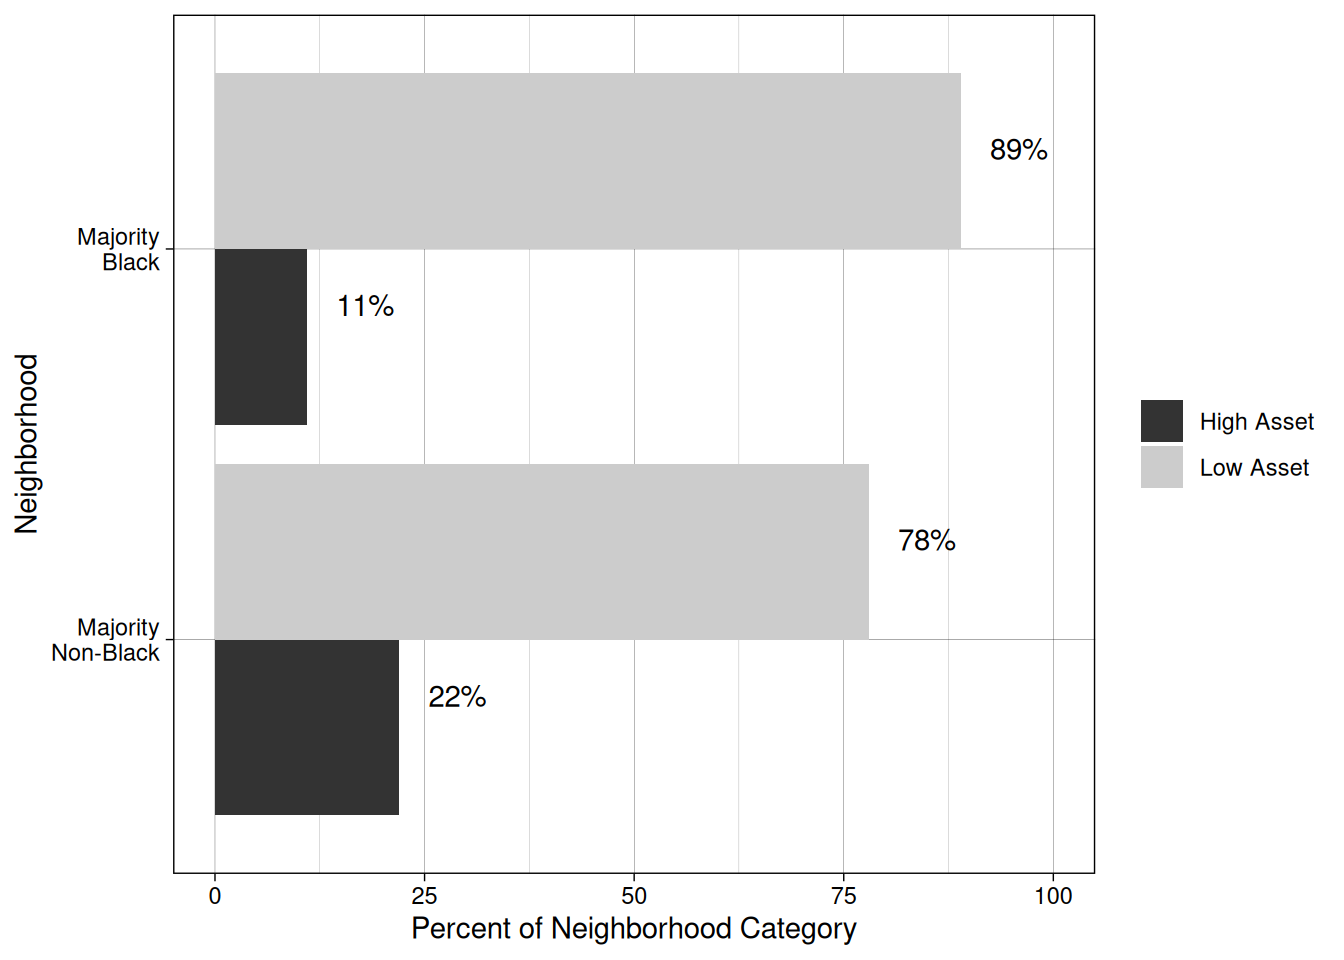 89%
Majority
Black
11%
Neighborhood
High Asset
Low Asset
78%
Majority
Non-Black
22%
0 25 50 75 100
Percent of Neighborhood Category